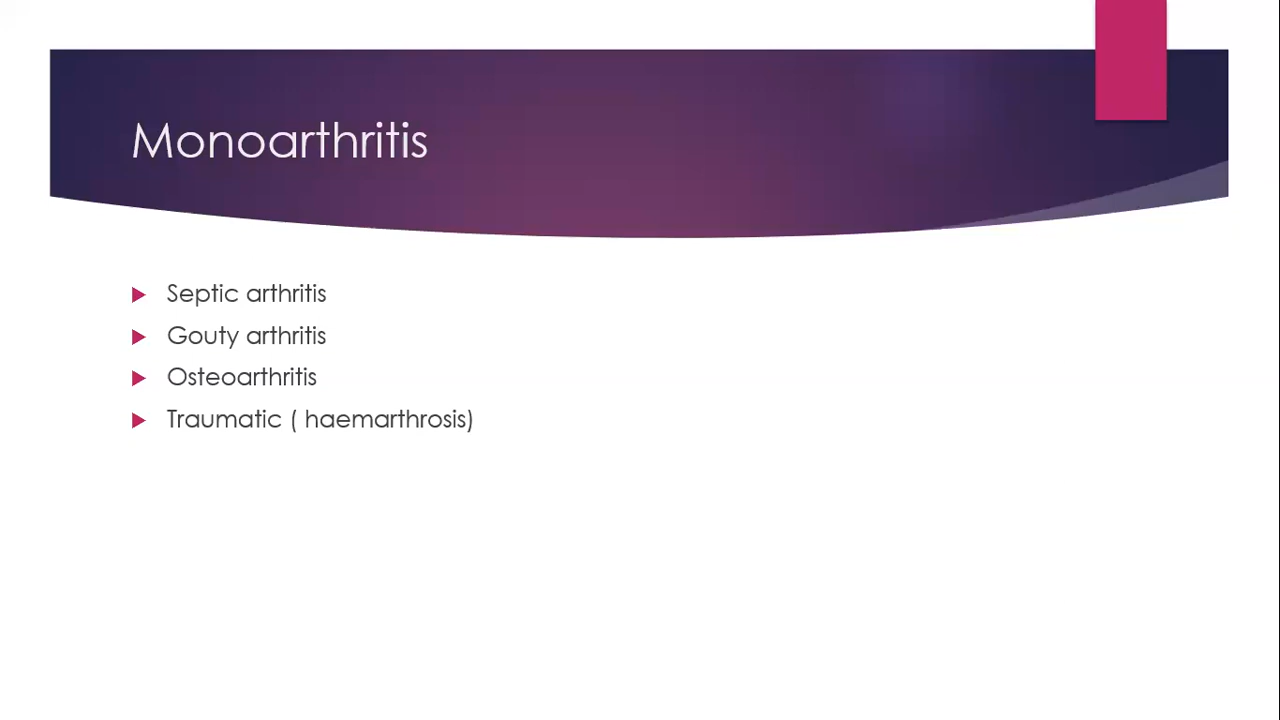 Monoarthritis
Septic arthritis
Gouty arthritis
Osteoarthritis
Traumatic ( haemarthrosis)